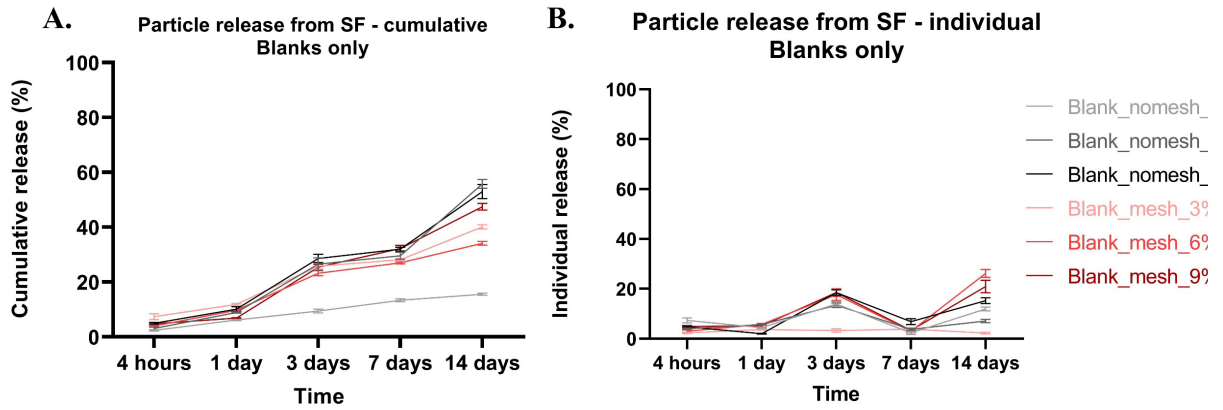 A.
Particle release from SF - cumulative
Blanks only
Cumulative release (%)
100
80
60
40
20
0
4 hours 1 day 3 days 7 days 14 days
Time
B.
Particle release from SF - individual
Blanks only
Individual release (%)
100
80
60
40
20
0
4 hours 1 day 3 days 7 days 14 days
Time
Blank_nomesh_
Blank_nomesh_
Blank_nomesh_
Blank_mesh_3%
Blank_mesh_6%
Blank_mesh_9%